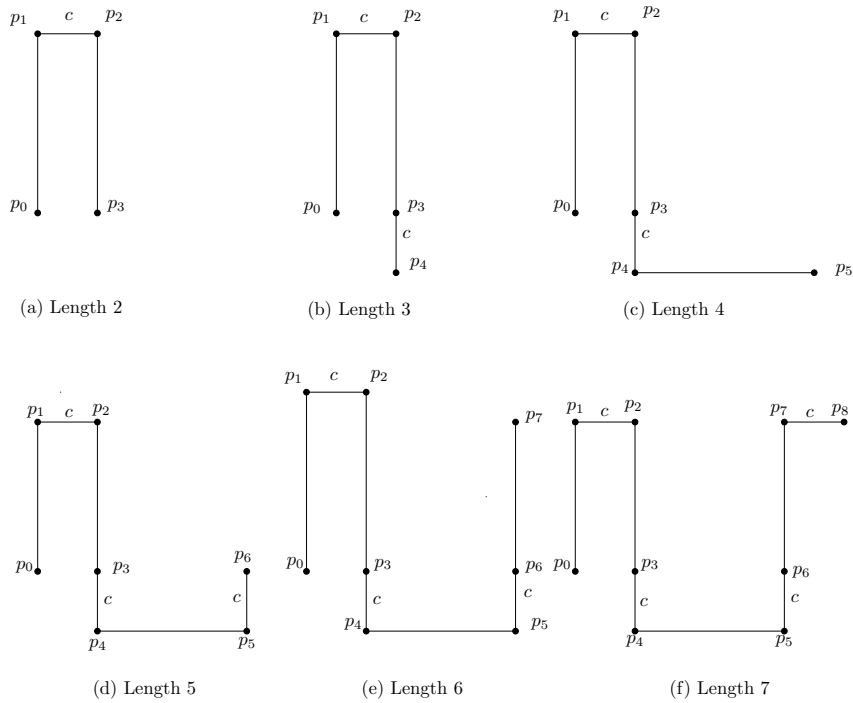 p₁ c p₂
p₀ p₃
(a) Length 2
p₁ c p₂
p₀ p₃
c
p₄
(b) Length 3
p₁ c p₂
p₀ p₃
c
p₄ p₅
(c) Length 4
p₁ c p₂
p₀ p₃ p₆
c c
p₄ p₅
(d) Length 5
p₁ c p₂
p₇
p₀ p₃ p₆
c c
p₄ p₅
(e) Length 6
p₁ c p₂ p₇ c p₈
p₀ p₃ p₆
c c
p₄ p₅
(f) Length 7